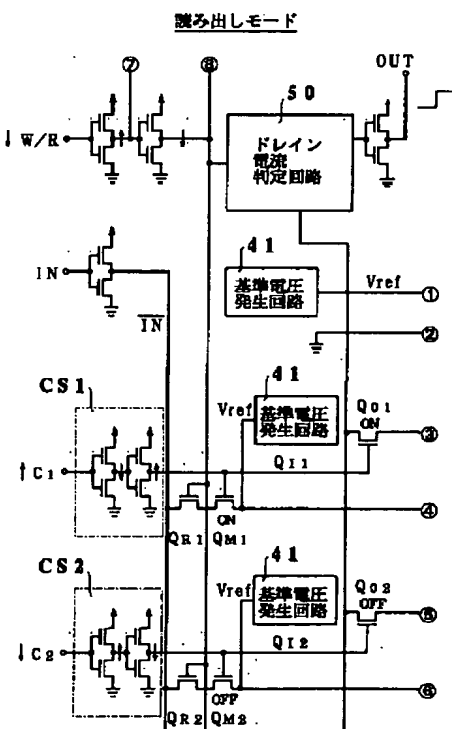 読み出しモード
⑦
⑧
OUT
50
↓ W/R
ドレイン
電流
判定回路
41
IN
基準電圧
発生回路
Vref
①
IN
②
CS1
41
Vref
基準電圧
発生回路
QO1
ON
③
↑ C1
QI1
ON
④
QR1
QM1
CS2
41
Vref
基準電圧
発生回路
QO2
OFF
⑤
↓ C2
QI2
OFF
⑥
QR2
QM2